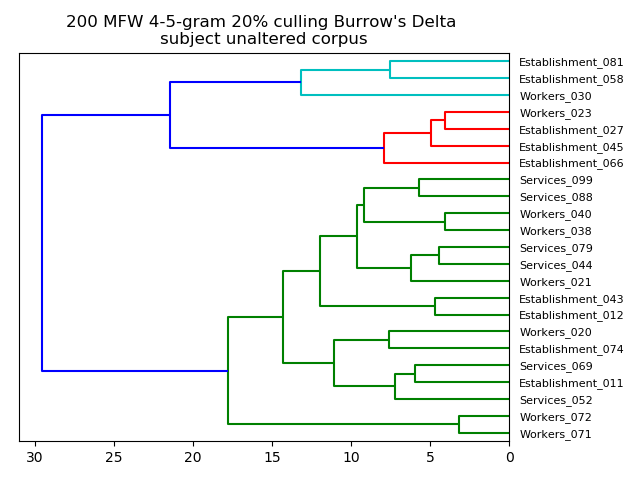 200 MFW 4-5-gram 20% culling Burrow's Delta
subject unaltered corpus
Establishment_081
Establishment_058
Workers_030
Workers_023
Establishment_027
Establishment_045
Establishment_066
Services_099
Services_088
Workers_040
Workers_038
Services_079
Services_044
Workers_021
Establishment_043
Establishment_012
Workers_020
Establishment_074
Services_069
Establishment_011
Services_052
Workers_072
Workers_071
30 25 20 15 10 5 0